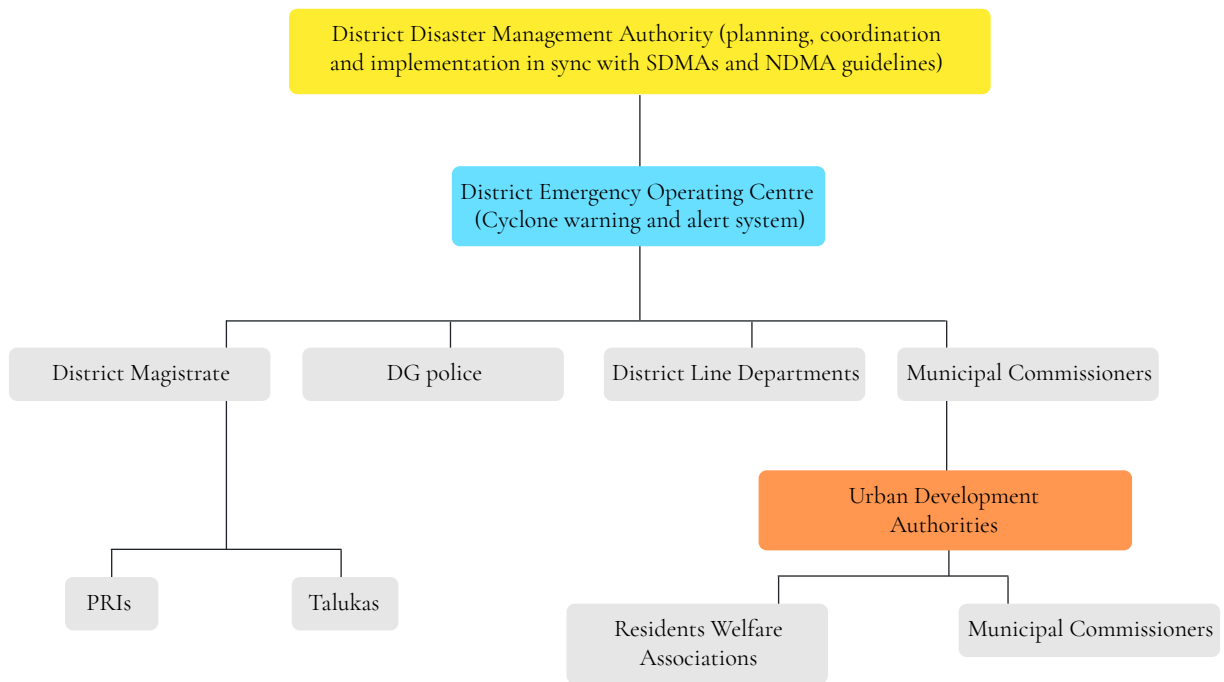 District Disaster Management Authority (planning, coordination
and implementation in sync with SDMAs and NDMA guidelines)
District Emergency Operating Centre
(Cyclone warning and alert system)
District Magistrate
DG police
District Line Departments
Municipal Commissioners
Urban Development
Authorities
PRIs
Talukas
Residents Welfare
Associations
Municipal Commissioners